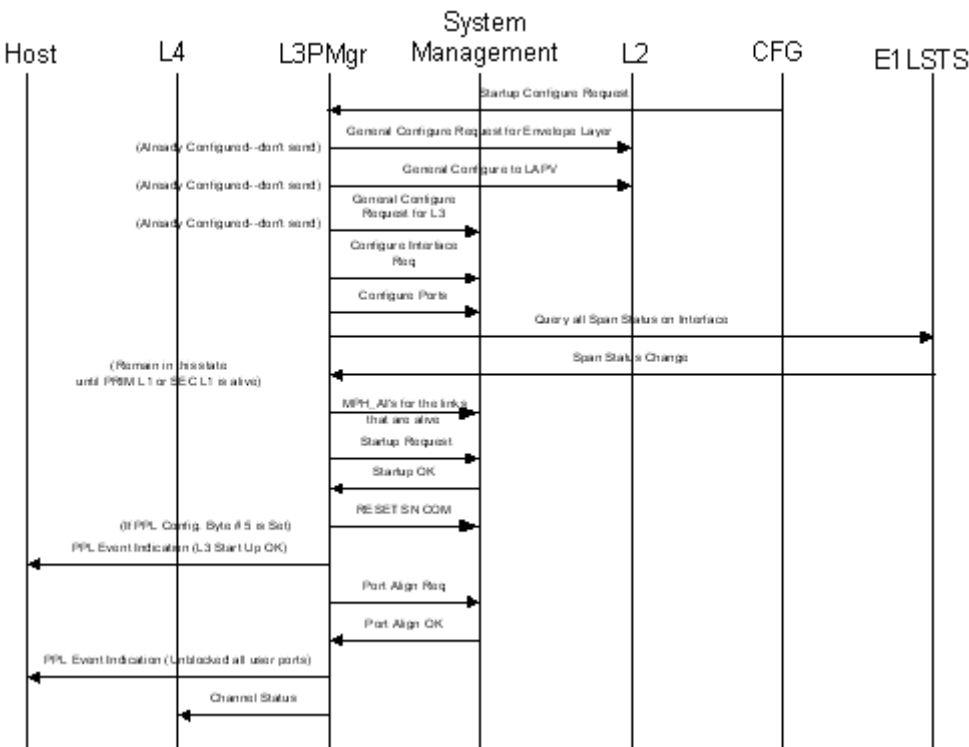 System
Management
Host
L4
L3PMgr
L2
CFG
E1LSTS
Startup Configure Request
General Configure Request for Envelope Layer
(Already Configured--don't send)
General Configure to LAPV
(Already Configured--don't send)
General Configure
Request for L3
(Already Configured--don't send)
Configure Interface
Req
Configure Ports
Query all Span Status on Interface
Span Status Change
(Remain in this state
until PRIM L1 or SEC L1 is alive)
MPH_AI's for the links
that are alive
Startup Request
Startup OK
RESET SN COM
(If PPL Config. Byte # 5 is Set)
PPL Event Indication (L3 Start Up OK)
Port Align Req
Port Align OK
PPL Event Indication (Unblocked all user ports)
Channel Status